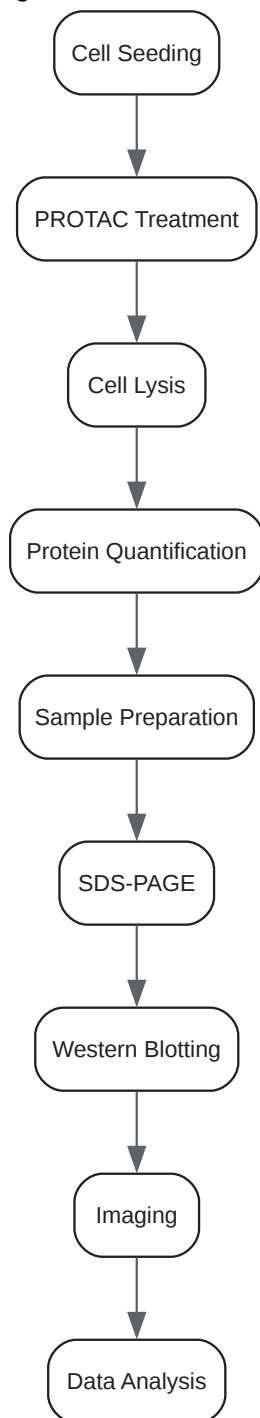 Cell Seeding
PROTAC Treatment
Cell Lysis
Protein Quantification
Sample Preparation
SDS-PAGE
Western Blotting
Imaging
Data Analysis